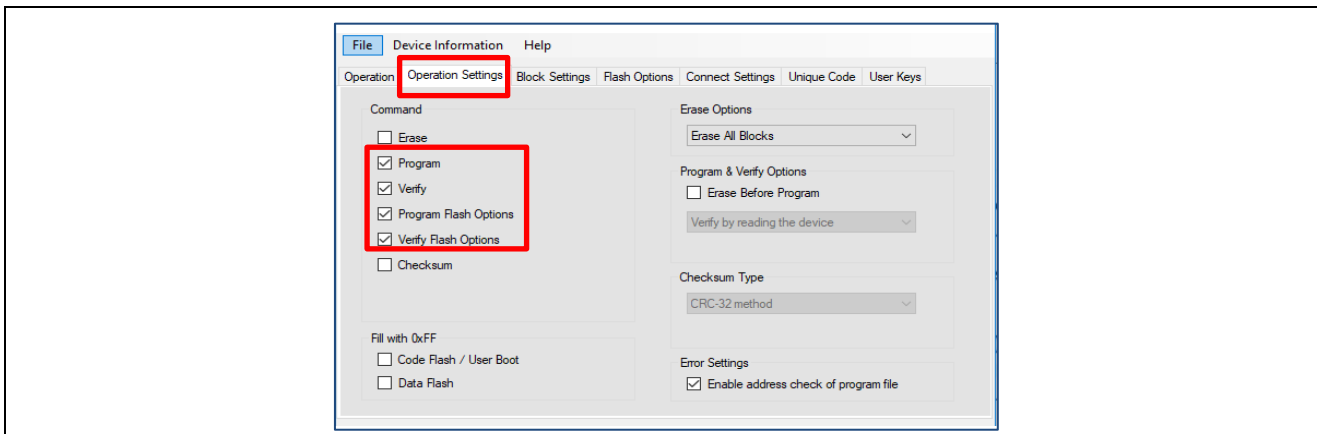 File Device Information Help
Operation Operation Settings Block Settings Flash Options Connect Settings Unique Code User Keys
Command
Erase
Program
Verify
Program Flash Options
Verify Flash Options
Checksum
Fill with 0xFF
Code Flash / User Boot
Data Flash
Erase Options
Erase All Blocks
Program & Verify Options
Erase Before Program
Verify by reading the device
Checksum Type
CRC-32 method
Error Settings
Enable address check of program file